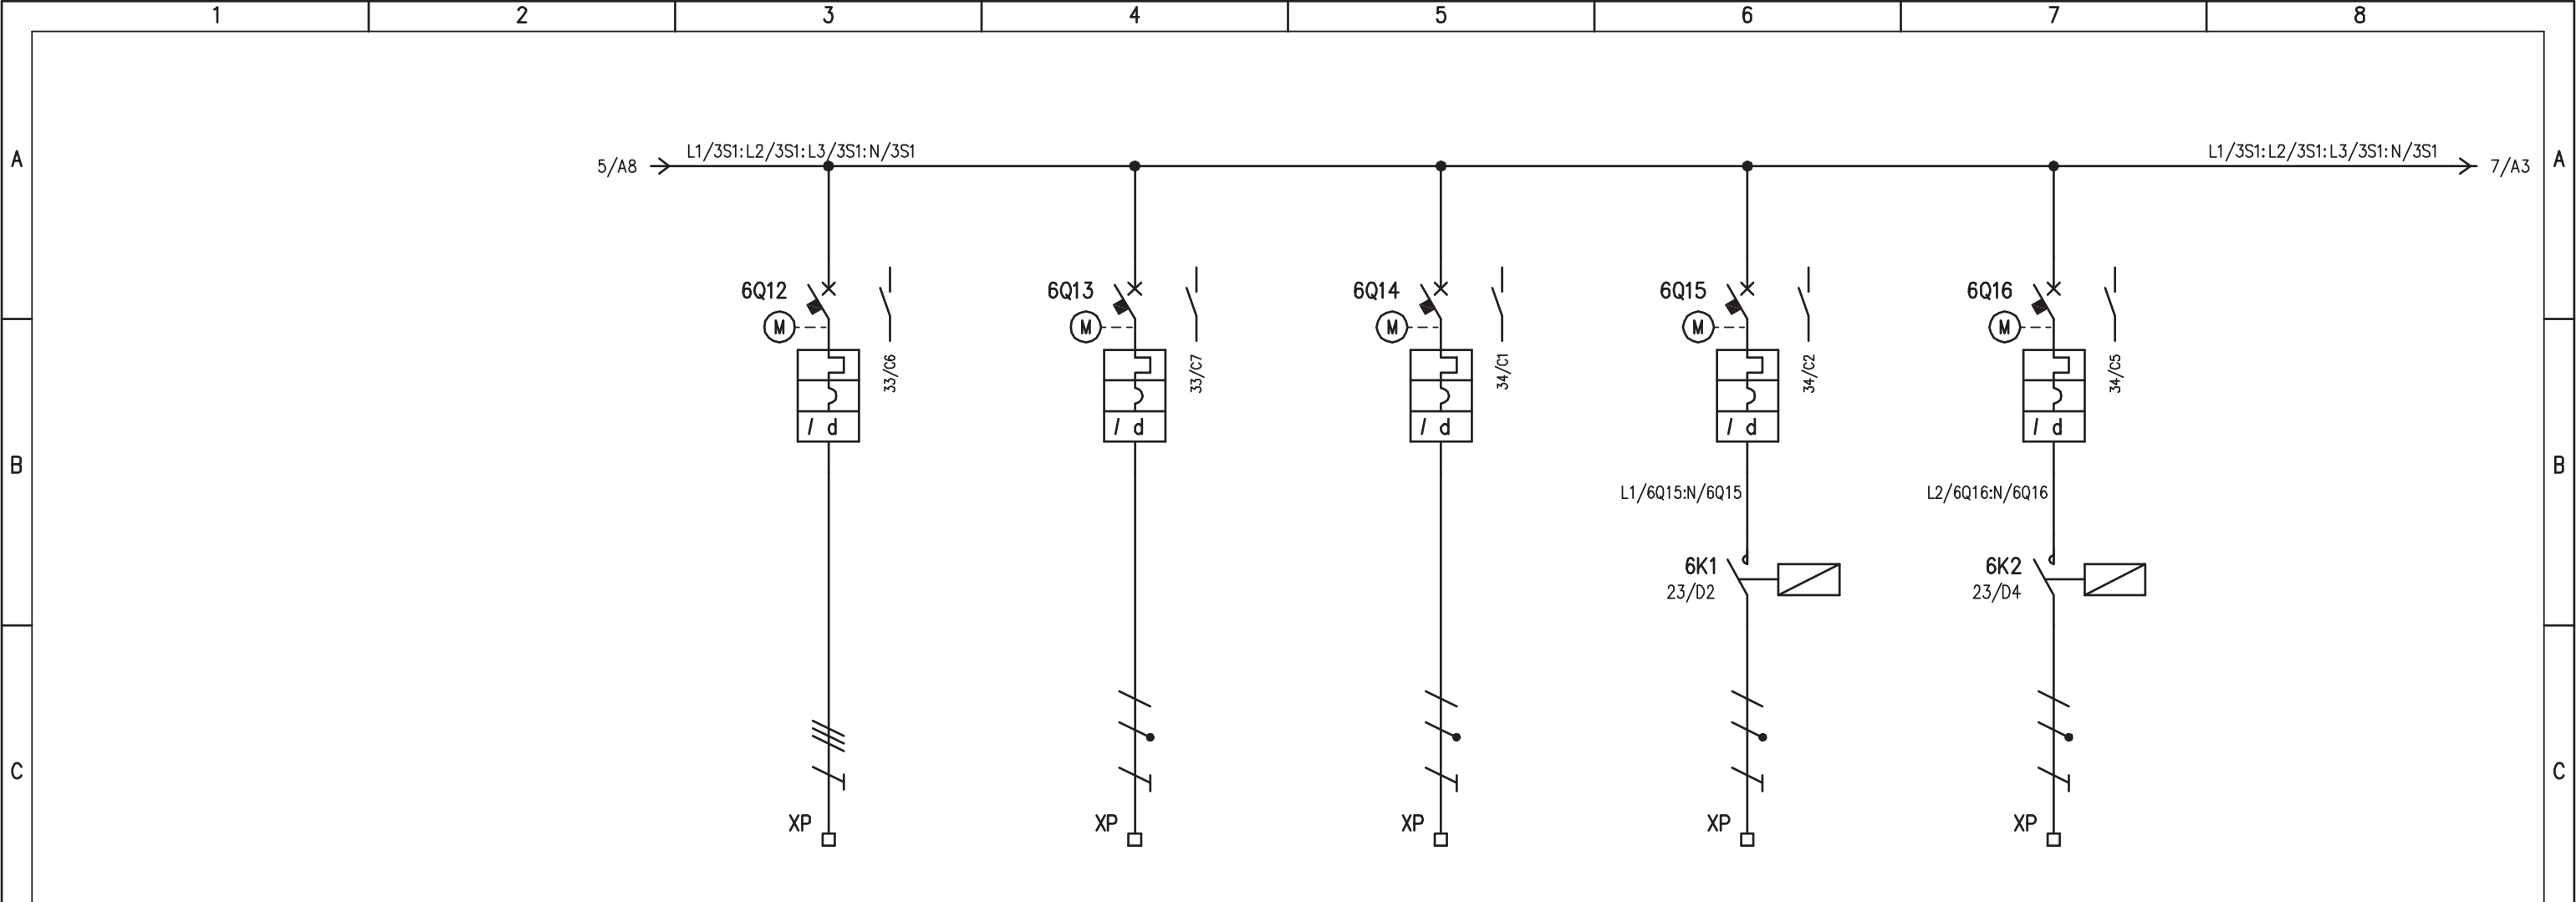 1 2 3 4 5 6 7 8
A L1/3S1:L2/3S1:L3/3S1:N/3S1 L1/3S1:L2/3S1:L3/3S1:N/3S1 A
5/A8 7/A3
6Q12 6Q13 6Q14 6Q15 6Q16
M M M M M
33/C6 33/C7 34/C1 34/C2 34/C5
I d I d I d I d I d
B B
L1/6Q15:N/6Q15 L2/6Q16:N/6Q16
6K1 6K2
23/D2 23/D4
C C
XP XP XP XP XP